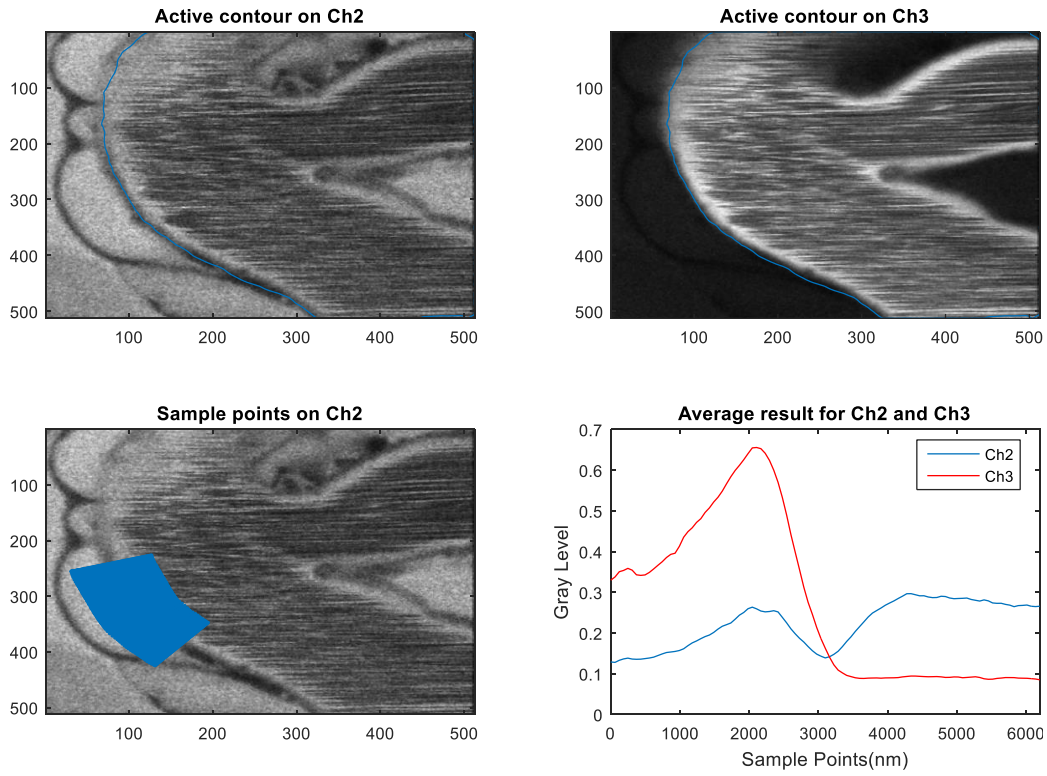 Active contour on Ch2
100
200
300
400
500
100 200 300 400 500
Active contour on Ch3
100
200
300
400
500
100 200 300 400 500
Sample points on Ch2
100
200
300
400
500
100 200 300 400 500
Average result for Ch2 and Ch3
0.7
0.6
0.5
0.4
0.3
0.2
0.1
0
Gray Level
Ch2
Ch3
0 1000 2000 3000 4000 5000 6000
Sample Points(nm)